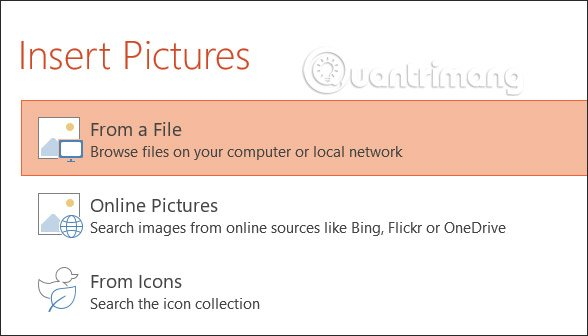 Insert Pictures
Quantrimang
From a File
Browse files on your computer or local network
Online Pictures
Search images from online sources like Bing, Flickr or OneDrive
From Icons
Search the icon collection